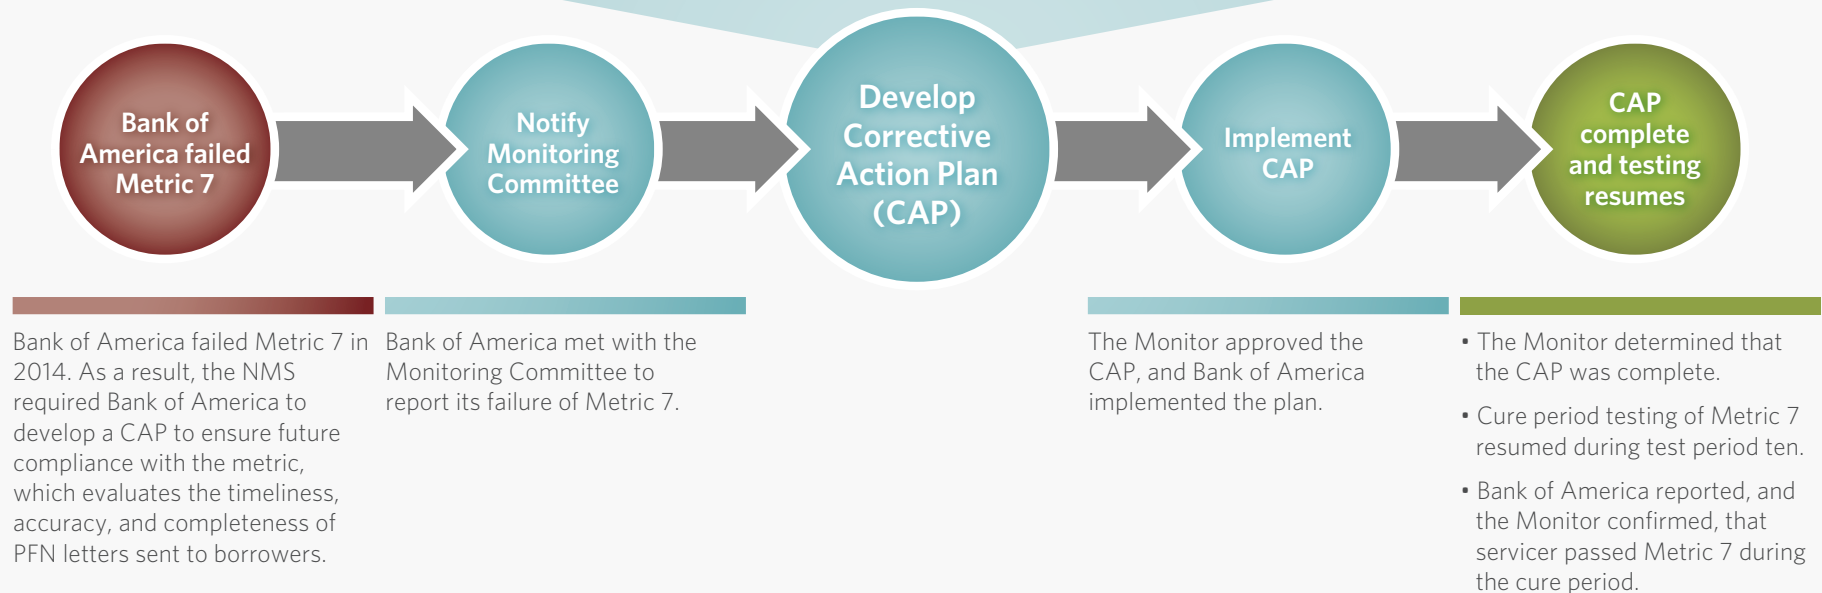 Bank of
America failed
Metric 7
Notify
Monitoring
Committee
Develop
Corrective
Action Plan
(CAP)
Implement
CAP
CAP
complete
and testing
resumes
Bank of America failed Metric 7 in
2014. As a result, the NMS
required Bank of America to
develop a CAP to ensure future
compliance with the metric,
which evaluates the timeliness,
accuracy, and completeness of
PFN letters sent to borrowers.
Bank of America met with the
Monitoring Committee to
report its failure of Metric 7.
The Monitor approved the
CAP, and Bank of America
implemented the plan.
• The Monitor determined that
the CAP was complete.
• Cure period testing of Metric 7
resumed during test period ten.
• Bank of America reported, and
the Monitor confirmed, that
servicer passed Metric 7 during
the cure period.